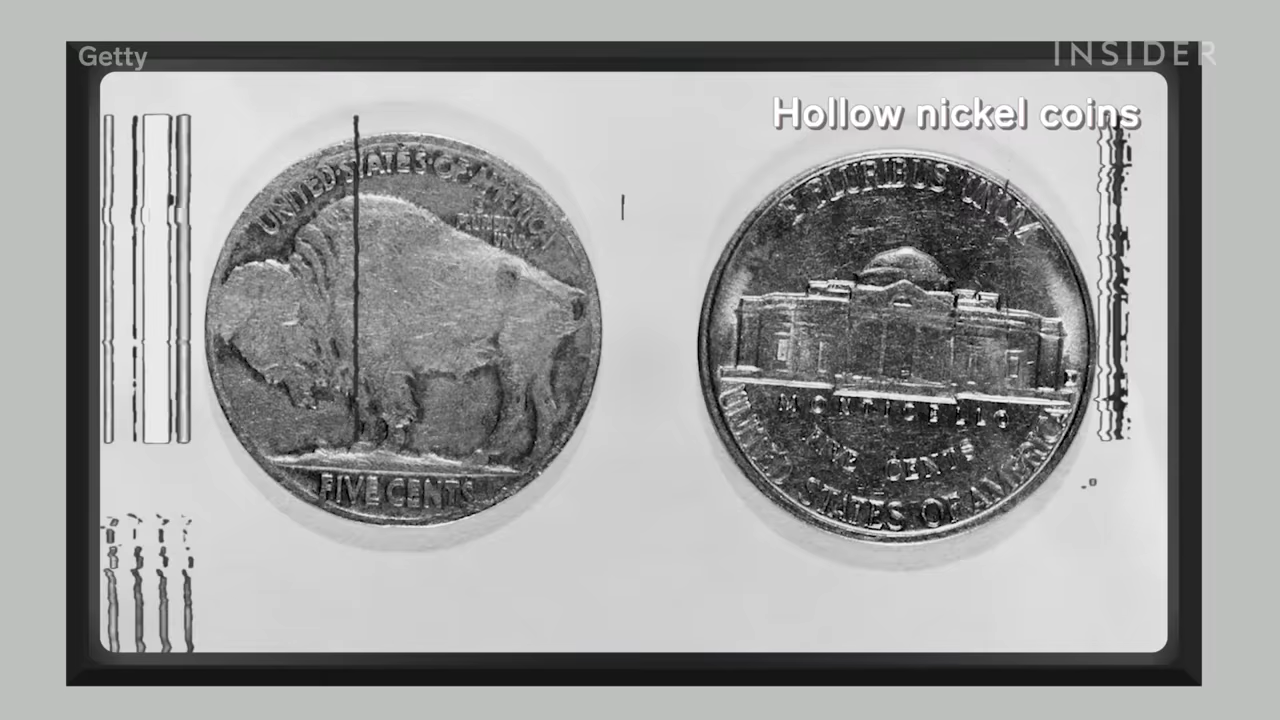 Getty
INSIDER
Hollow nickel coins
UNITED STATES OF AMERICA
FIVE CENTS
E PLURIBUS UNUM
MONTICELLO
FIVE CENTS
UNITED STATES OF AMERICA